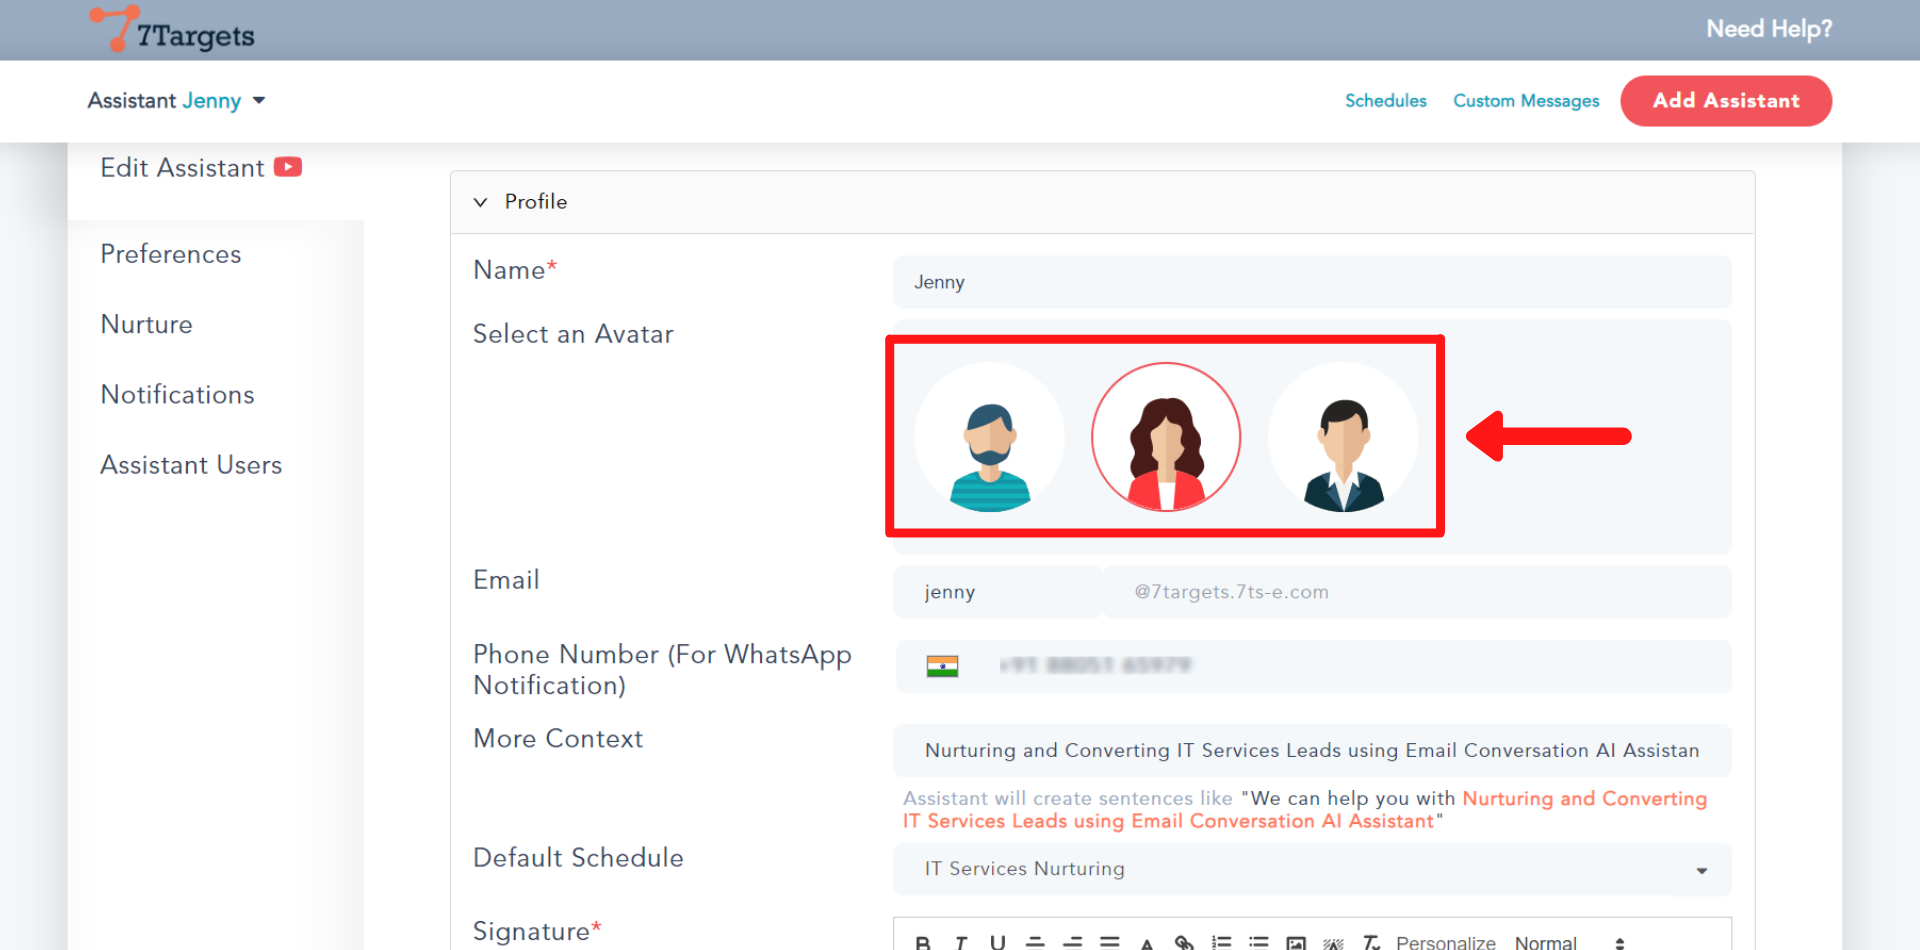 7Targets
Need Help?
Assistant Jenny
Schedules
Custom Messages
Add Assistant
Edit Assistant
Preferences
Nurture
Notifications
Assistant Users
Profile
Name*
Jenny
Select an Avatar
Email
jenny
@7targets.7ts-e.com
Phone Number (For WhatsApp
Notification)
More Context
Nurturing and Converting IT Services Leads using Email Conversation AI Assistan
Assistant will create sentences like "We can help you with Nurturing and Converting
IT Services Leads using Email Conversation AI Assistant"
Default Schedule
IT Services Nurturing
Signature*
Personalize
Normal